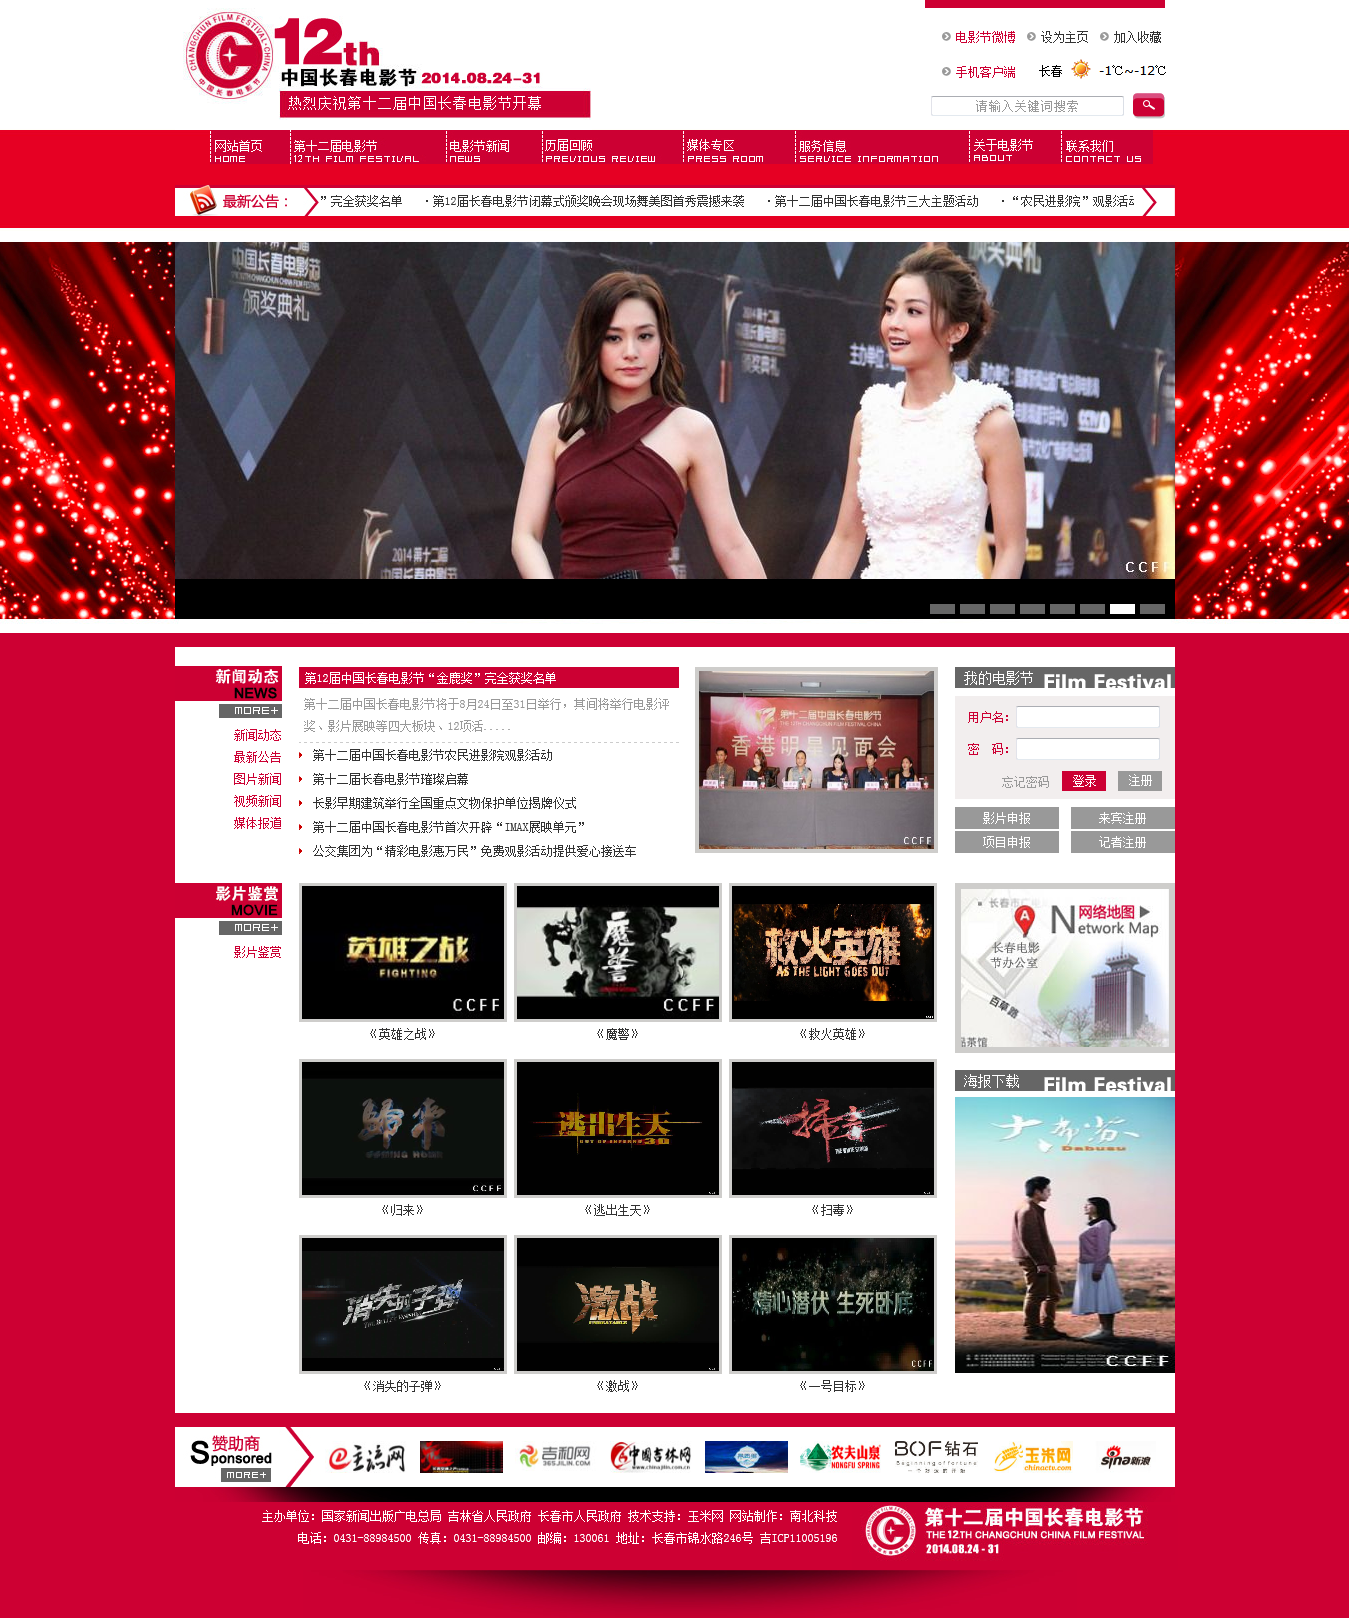 CHANGCHUN FILM FESTIVAL·CHINA
12th
中国长春电影节 2014.08.24-31
热烈庆祝第十二届中国长春电影节开幕
电影节微博 设为主页 加入收藏
手机客户端 长春 -1℃~-12℃
请输入关键词搜索
网站首页 第十二届电影节 电影节新闻 历届回顾 媒体专区 服务信息 关于电影节 联系我们
HOME 12TH FILM FESTIVAL NEWS PREVIOUS REVIEW PRESS ROOM SERVICE INFORMATION ABOUT CONTACT US
最新公告： ”完全获奖名单 ·第12届长春电影节闭幕式颁奖晚会现场舞美图首秀震撼来袭 ·第十二届中国长春电影节三大主题活动 ·“农民进影院”观影活动
中国长春电影节
颁奖典礼
2014第十二届
中国长春电影节
CCFF
新闻动态
NEWS
MORE+
新闻动态
最新公告
图片新闻
视频新闻
媒体报道
第12届中国长春电影节“金鹿奖”完全获奖名单
第十二届中国长春电影节将于8月24日至31日举行，其间将举行电影评
奖、影片展映等四大板块、12项活.....
第十二届中国长春电影节农民进影院观影活动
第十二届长春电影节璀璨启幕
长影早期建筑举行全国重点文物保护单位揭牌仪式
第十二届中国长春电影节首次开辟“IMAX展映单元”
公交集团为“精彩电影惠万民”免费观影活动提供爱心接送车
第十二届中国长春电影节
香港明星见面会
CCFF
我的电影节 Film Festival
用户名:
密 码:
忘记密码 登录 注册
影片申报 来宾注册
项目申报 记者注册
影片鉴赏
MOVIE
MORE+
影片鉴赏
英雄之战
FIGHTING
CCFF
魔警
CCFF
救火英雄
AS THE LIGHT GOES OUT
《英雄之战》 《魔警》 《救火英雄》
归来
COMING HOME
CCFF
逃出生天
OUT OF INFERNO 3D
扫毒
THE WHITE STORM
《归来》 《逃出生天》 《扫毒》
消失的子弹
激战
精心潜伏 生死卧底
CCFF
《消失的子弹》 《激战》 《一号目标》
A
网络地图
Network Map
长春电影
节办公室
百草路
品茶馆
海报下载 Film Festival
大布苏
Dabusu
CCFF
赞助商
Sponsored
MORE+
吉和网
365JILIN.COM
中国吉林网
www.chinajilin.com.cn
农夫山泉
NONGFU SPRING
BOF 钻石
Beginning of fortune
玉米网
sina新浪
主办单位: 国家新闻出版广电总局 吉林省人民政府 长春市人民政府 技术支持: 玉米网 网站制作: 南北科技
电话: 0431-88984500 传真: 0431-88984500 邮编: 130061 地址: 长春市锦水路246号 吉ICP11005196
第十二届中国长春电影节
THE 12TH CHANGCHUN CHINA FILM FESTIVAL
2014.08.24 - 31